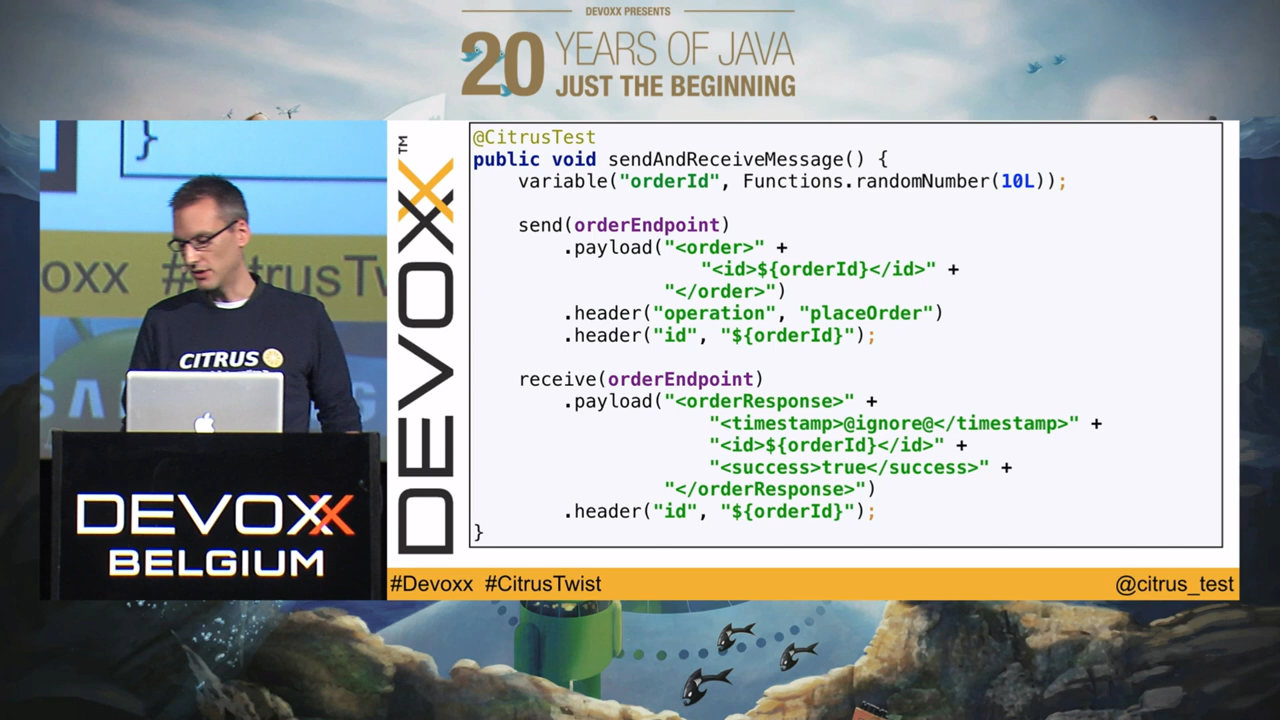 DEVOXX PRESENTS
20 YEARS OF JAVA
JUST THE BEGINNING
}
oxx #CitrusTw
CITRUS
SAM
G
DEVOXX
BELGIUM
DEVOXX™
@CitrusTest
public void sendAndReceiveMessage() {
    variable("orderId", Functions.randomNumber(10L));
    send(orderEndpoint)
        .payload("<order>" +
                    "<id>${orderId}</id>" +
                 "</order>")
        .header("operation", "placeOrder")
        .header("id", "${orderId}");
    receive(orderEndpoint)
        .payload("<orderResponse>" +
                     "<timestamp>@ignore@</timestamp>" +
                     "<id>${orderId}</id>" +
                     "<success>true</success>" +
                 "</orderResponse>")
        .header("id", "${orderId}");
}
#Devoxx #CitrusTwist
@citrus_test